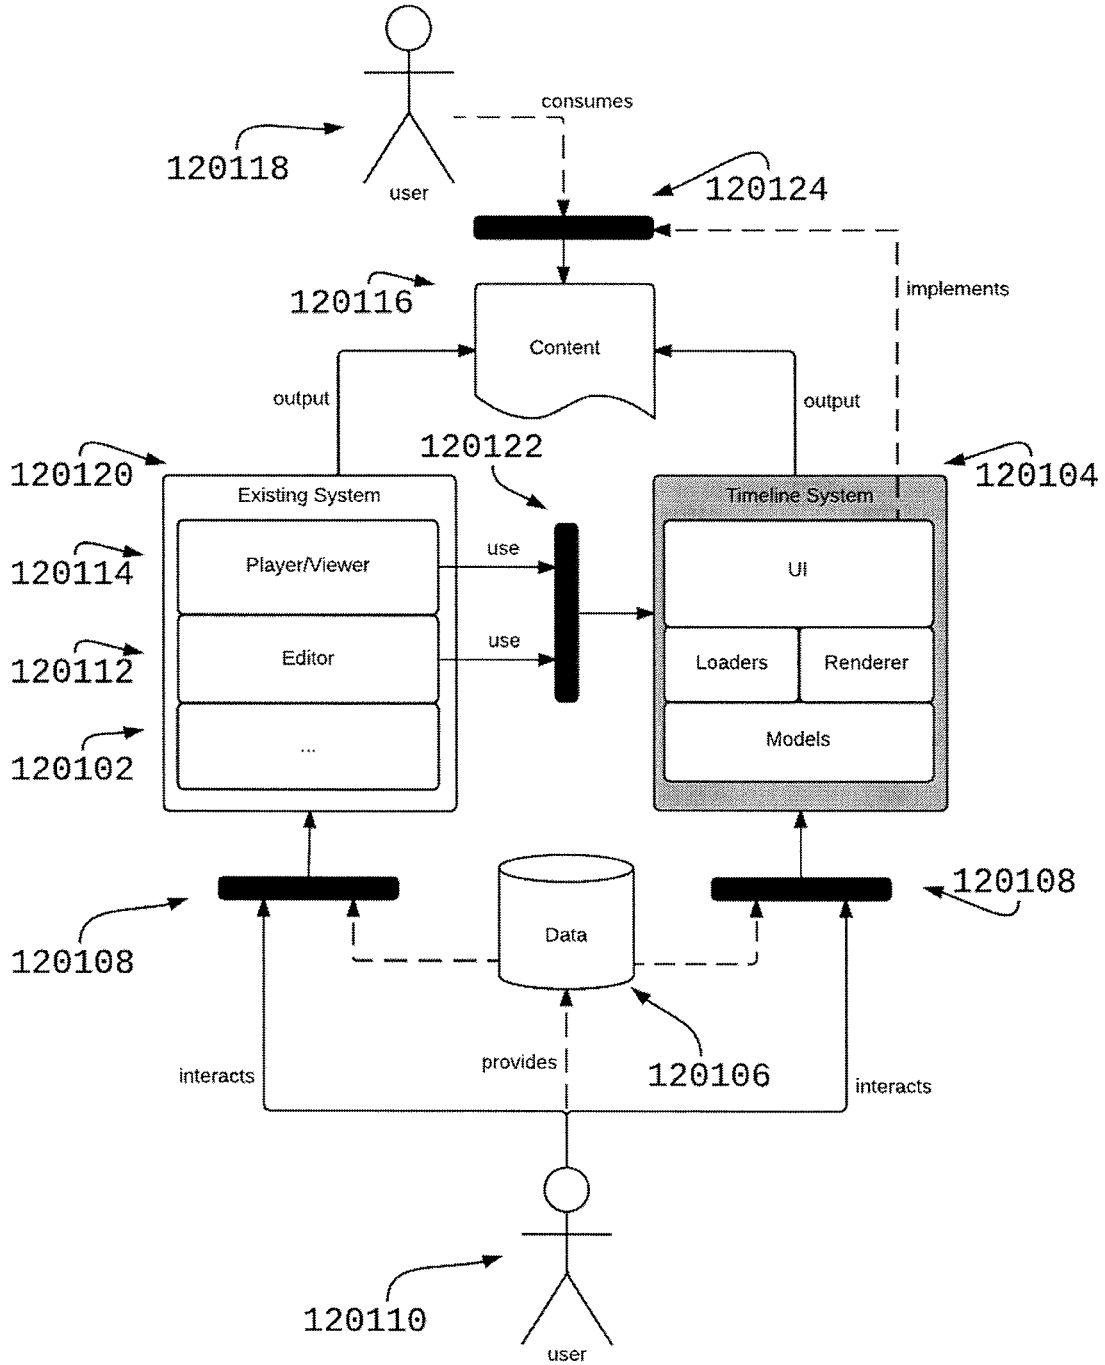 consumes
120118
120124
user
implements
120116
Content
output
output
120122
120120
120104
Existing System
Timeline System
use
120114
Player/Viewer
UI
use
120112
Editor
Loaders
Renderer
120102
...
Models
120108
Data
120108
provides
120106
interacts
interacts
120110
user